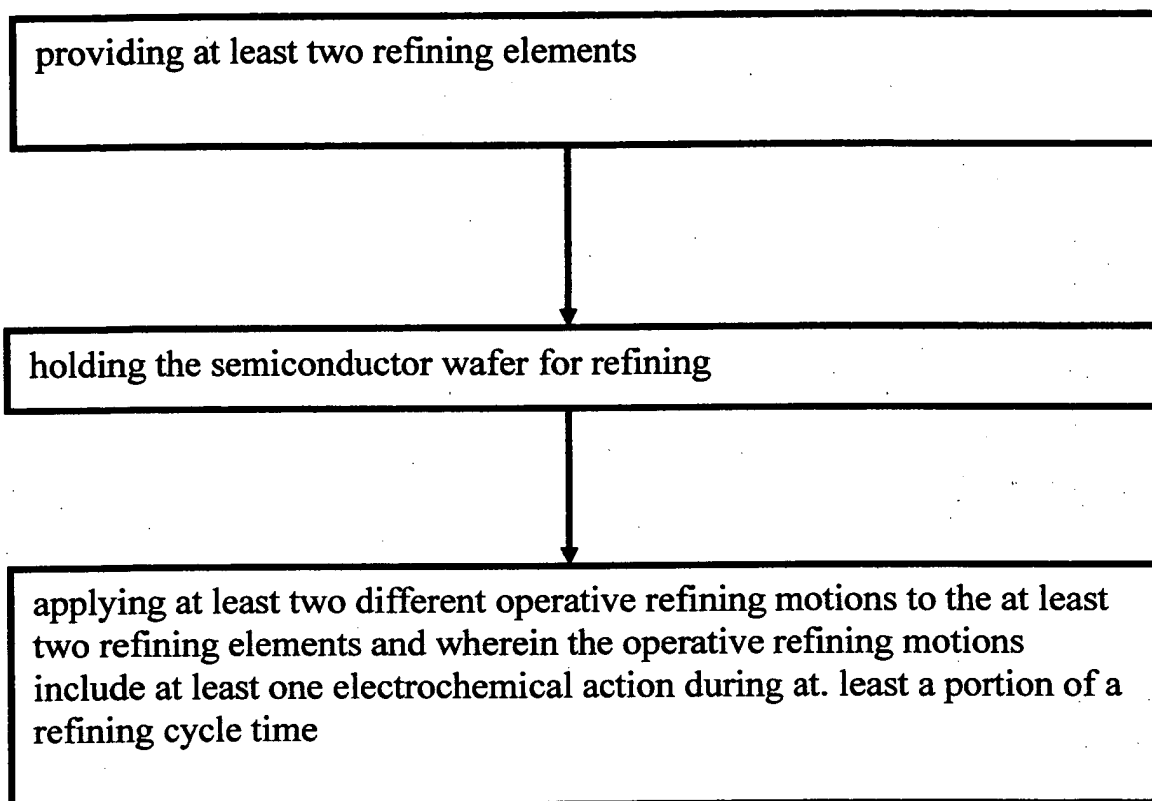 providing at least two refining elements
holding the semiconductor wafer for refining
applying at least two different operative refining motions to the at least
two refining elements and wherein the operative refining motions
include at least one electrochemical action during at. least a portion of a
refining cycle time